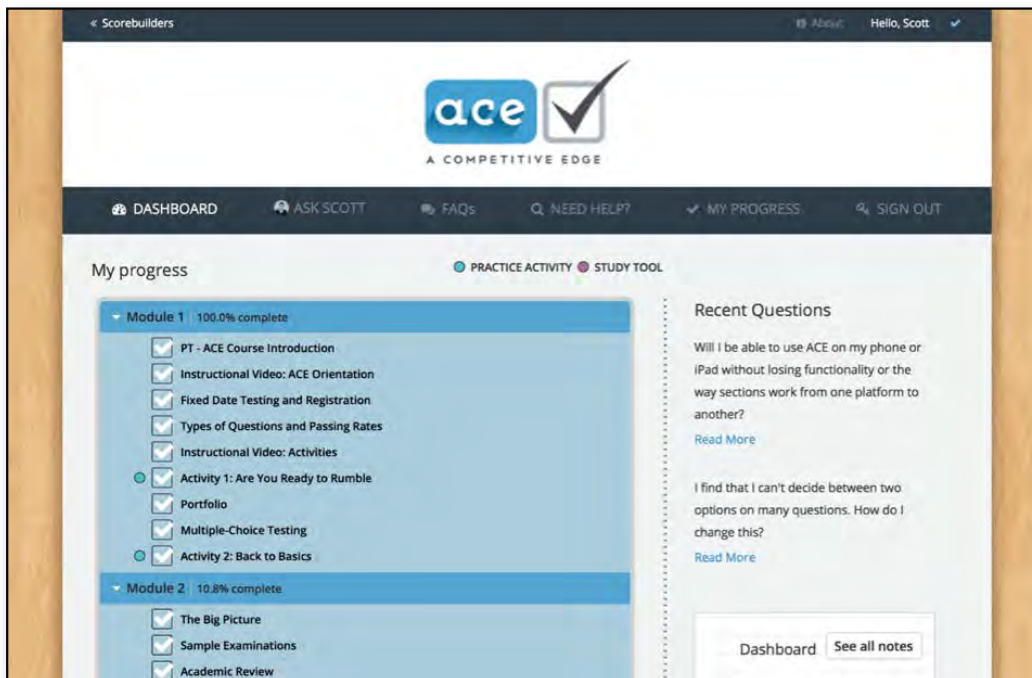 « Scorebuilders
About
Hello, Scott
ace
A COMPETITIVE EDGE
DASHBOARD
ASK SCOTT
FAQs
NEED HELP?
MY PROGRESS
SIGN OUT
My progress
PRACTICE ACTIVITY
STUDY TOOL
Module 1 100.0% complete
PT - ACE Course Introduction
Instructional Video: ACE Orientation
Fixed Date Testing and Registration
Types of Questions and Passing Rates
Instructional Video: Activities
Activity 1: Are You Ready to Rumble
Portfolio
Multiple-Choice Testing
Activity 2: Back to Basics
Module 2 10.8% complete
The Big Picture
Sample Examinations
Academic Review
Recent Questions
Will I be able to use ACE on my phone or
iPad without losing functionality or the
way sections work from one platform to
another?
Read More
I find that I can't decide between two
options on many questions. How do I
change this?
Read More
Dashboard
See all notes